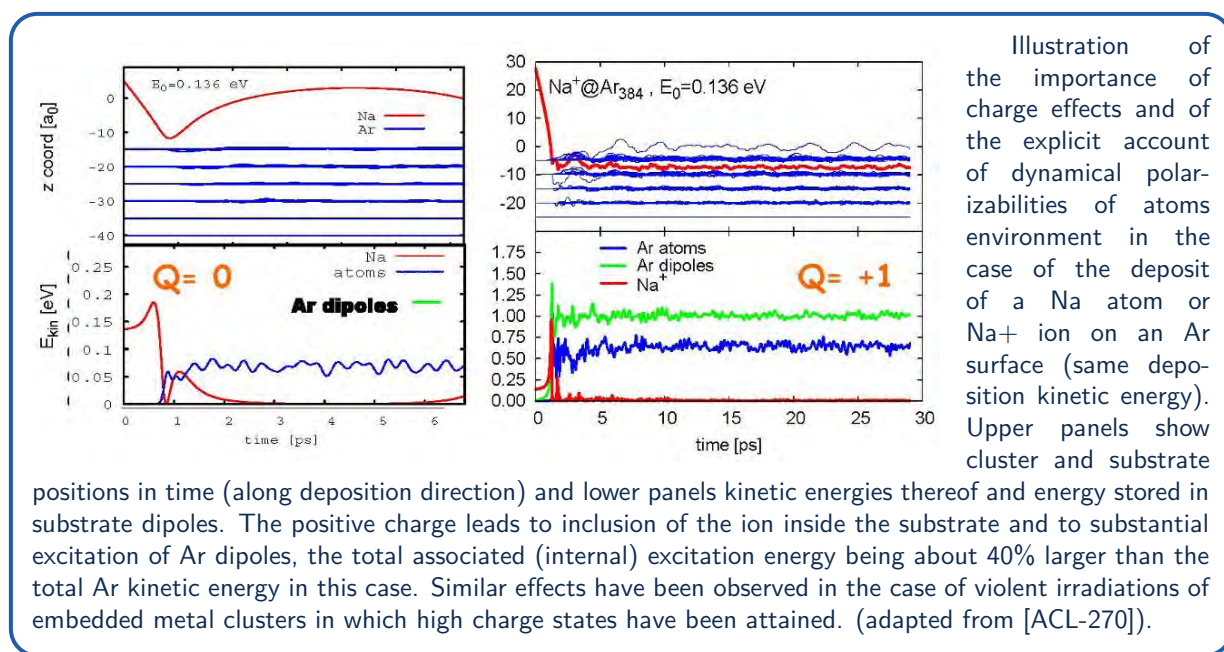 E₀=0.136 eV
Na
Ar
z coord [a₀]
0
-10
-20
-30
-40
Q= 0
Na
atoms
Ar dipoles
E_kin [eV]
0.25
0.2
0.15
0.1
0.05
0
0 1 2 3 4 5 6
time [ps]
Na⁺@Ar₃₈₄ , E₀=0.136 eV
30
20
10
0
-10
-20
Ar atoms
Ar dipoles
Na⁺
Q= +1
1.75
1.50
1.25
1.00
0.75
0.50
0.25
0.00
0 5 10 15 20 25 30
time [ps]
Illustration of
the importance of
charge effects and of
the explicit account
of dynamical polar-
izabilities of atoms
environment in the
case of the deposit
of a Na atom or
Na+ ion on an Ar
surface (same depo-
sition kinetic energy).
Upper panels show
cluster and substrate
positions in time (along deposition direction) and lower panels kinetic energies thereof and energy stored in
substrate dipoles. The positive charge leads to inclusion of the ion inside the substrate and to substantial
excitation of Ar dipoles, the total associated (internal) excitation energy being about 40% larger than the
total Ar kinetic energy in this case. Similar effects have been observed in the case of violent irradiations of
embedded metal clusters in which high charge states have been attained. (adapted from [ACL-270]).